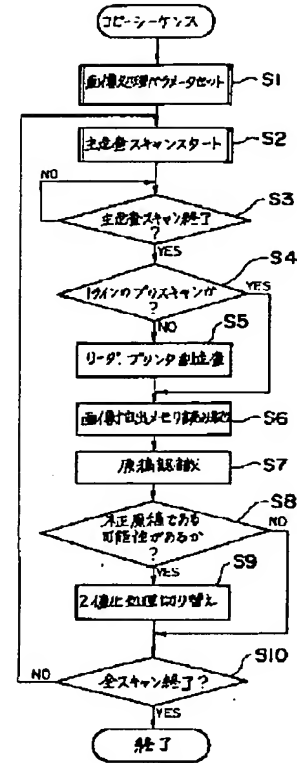 コピーシーケンス
画像処理パラメータセット
S1
主走査スキャンスタート
S2
NO
S3
主走査スキャン終了
?
YES
S4
1ラインのプリスキャンか
?
YES
NO
S5
リーダ、プリンタ副走査
画像抽出メモリ読み取り
S6
原稿認識
S7
S8
不正原稿である
可能性があるか
?
NO
YES
S9
2値化処理切り替え
S10
NO
全スキャン終了?
YES
終了